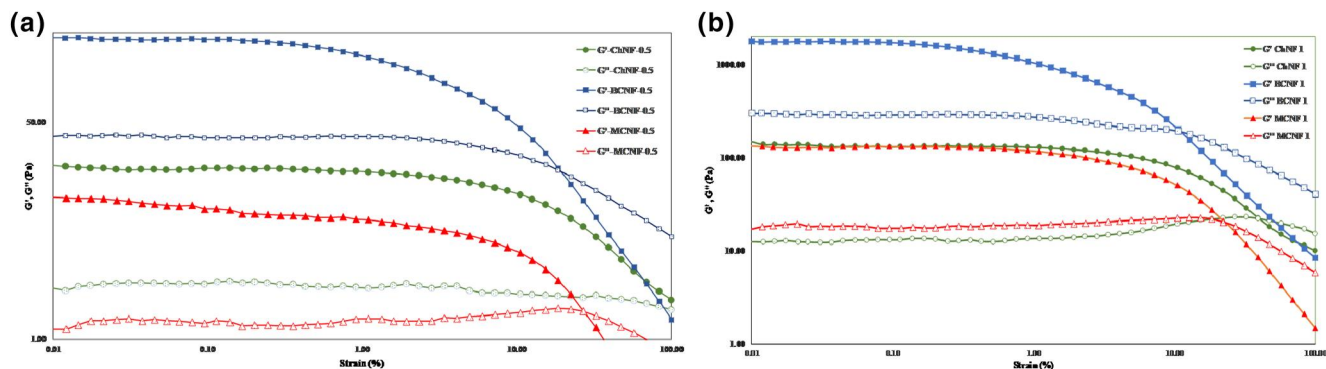 (a)
G'-ChNF-0.5
G''-ChNF-0.5
G'-BCNF-0.5
G''-BCNF-0.5
G'-MCNF-0.5
G''-MCNF-0.5
50.00
1.00
G', G'' (Pa)
0.01 0.10 1.00 10.00 100.00
Strain (%)
(b)
G' ChNF 1
G'' ChNF 1
G' BCNF 1
G'' BCNF 1
G' MCNF 1
G'' MCNF 1
1000.00
100.00
10.00
1.00
G', G'' (Pa)
0.01 0.10 1.00 10.00 100.00
Strain (%)